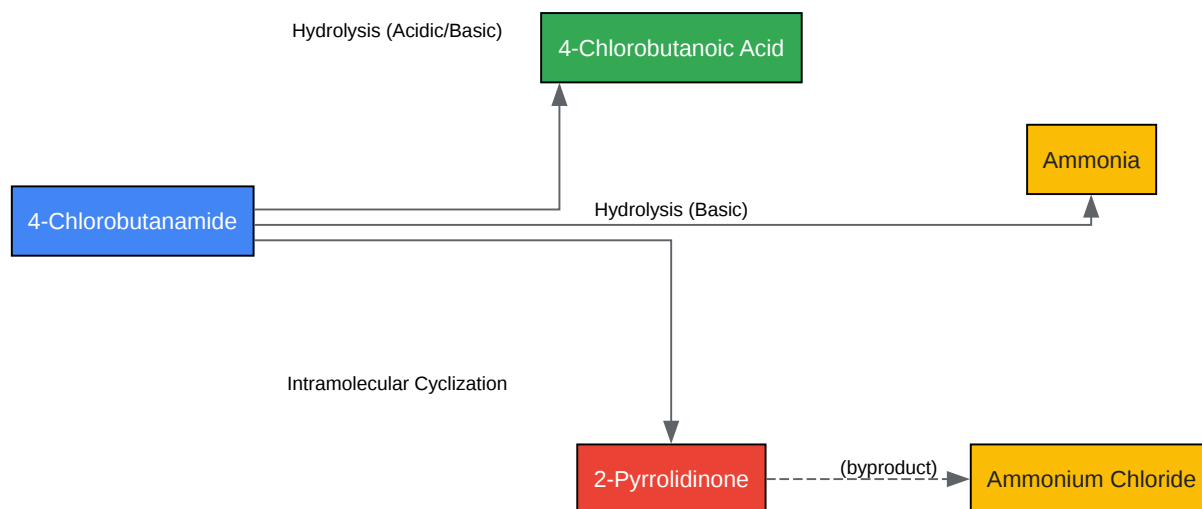 Hydrolysis (Acidic/Basic)
4-Chlorobutanoic Acid
Ammonia
4-Chlorobutanamide
Hydrolysis (Basic)
Intramolecular Cyclization
2-Pyrrolidinone
(byproduct)
Ammonium Chloride